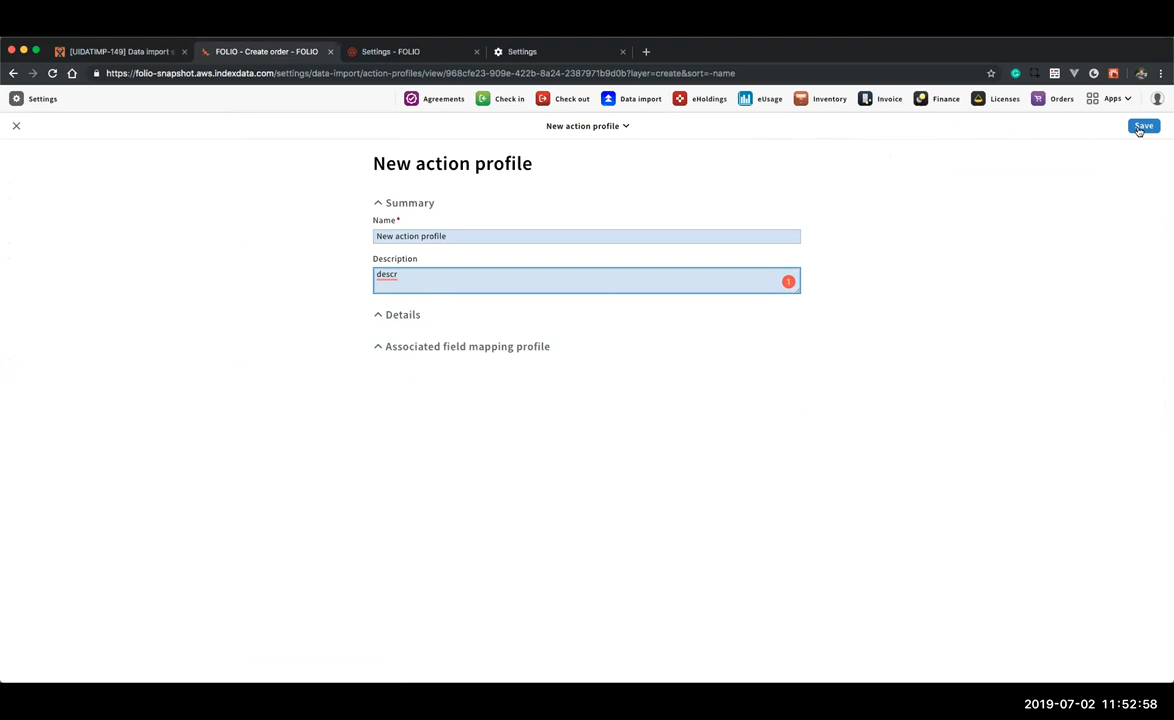 [UIDATIMP-149] Data import s
FOLIO - Create order - FOLIO
Settings - FOLIO
Settings
https://folio-snapshot.aws.indexdata.com/settings/data-import/action-profiles/view/968cfe23-909e-422b-8a24-2387971b9d0b?layer=create&sort=-name
Settings Agreements Check in Check out Data import eHoldings eUsage Inventory Invoice Finance Licenses Orders Apps
New action profile
Save
New action profile
Summary
Name*
New action profile
Description
descr
1
Details
Associated field mapping profile
2019-07-02 11:52:58